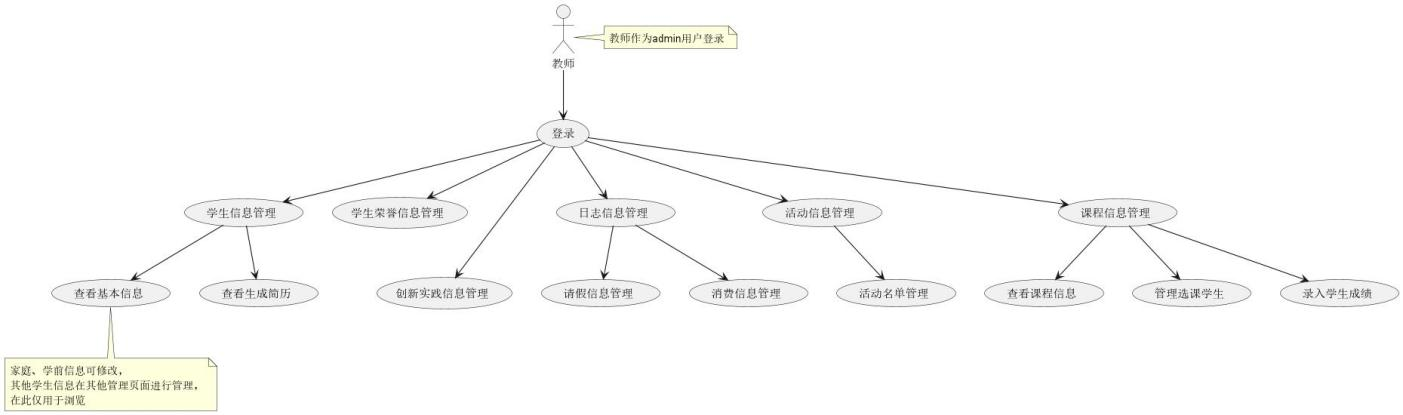 教师作为admin用户登录
教师
登录
学生信息管理
学生荣誉信息管理
日志信息管理
活动信息管理
课程信息管理
查看基本信息
查看生成简历
创新实践信息管理
请假信息管理
消费信息管理
活动名单管理
查看课程信息
管理选课学生
录入学生成绩
家庭、学前信息可修改，
其他学生信息在其他管理页面进行管理，
在此仅用于浏览